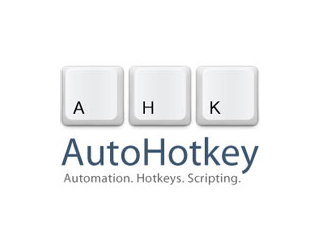 A H K
AutoHotkey
Automation. Hotkeys. Scripting.